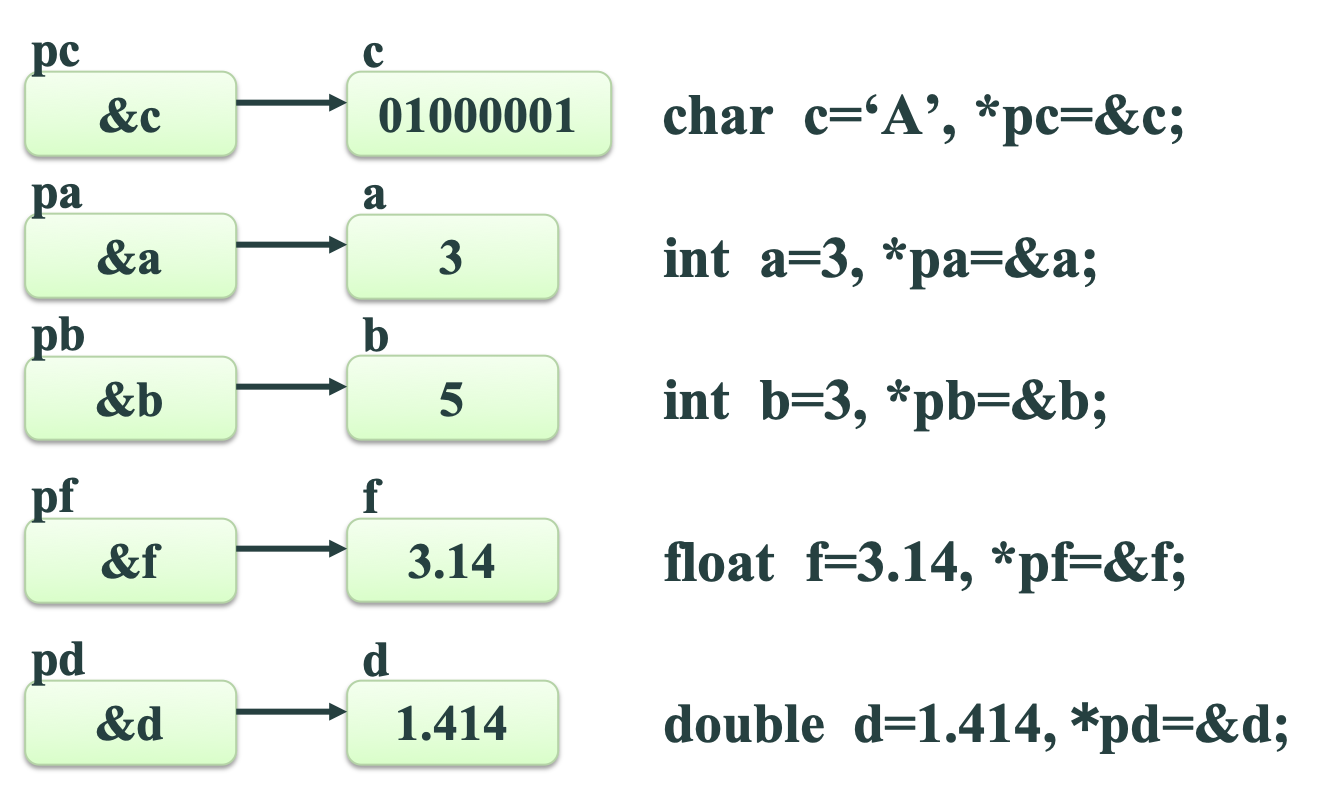 pc c
&c 01000001 char c=‘A’, *pc=&c;
pa a
&a 3 int a=3, *pa=&a;
pb b
&b 5 int b=3, *pb=&b;
pf f
&f 3.14 float f=3.14, *pf=&f;
pd d
&d 1.414 double d=1.414, *pd=&d;